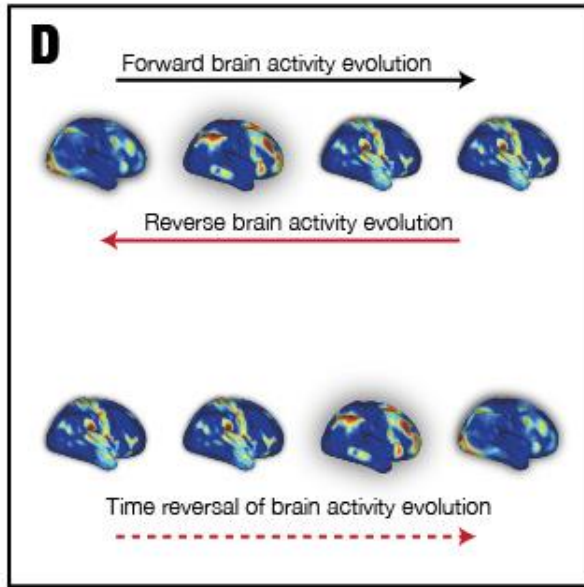 D
Forward brain activity evolution
Reverse brain activity evolution
Time reversal of brain activity evolution